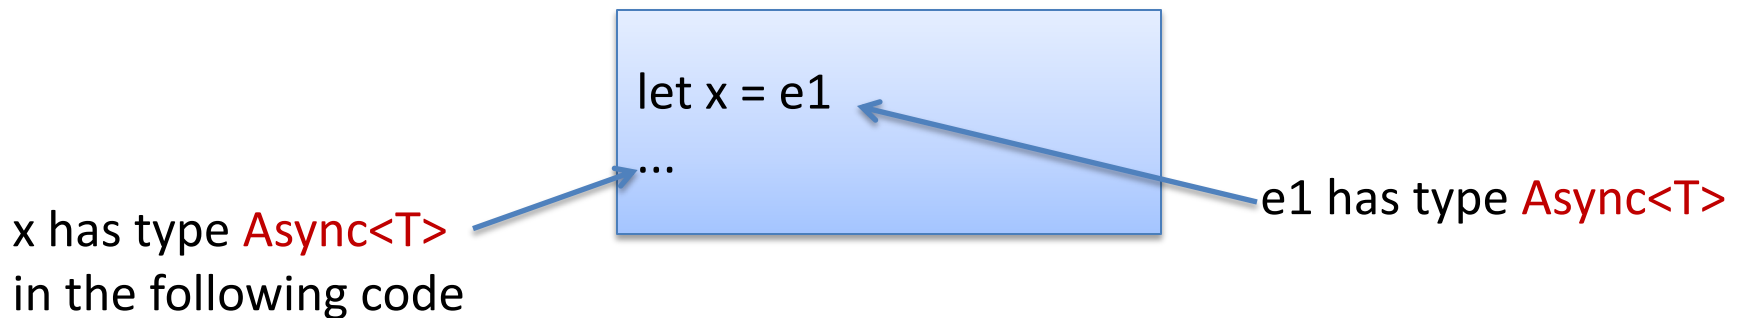 let x = e1
...
e1 has type Async<T>
x has type Async<T>
in the following code